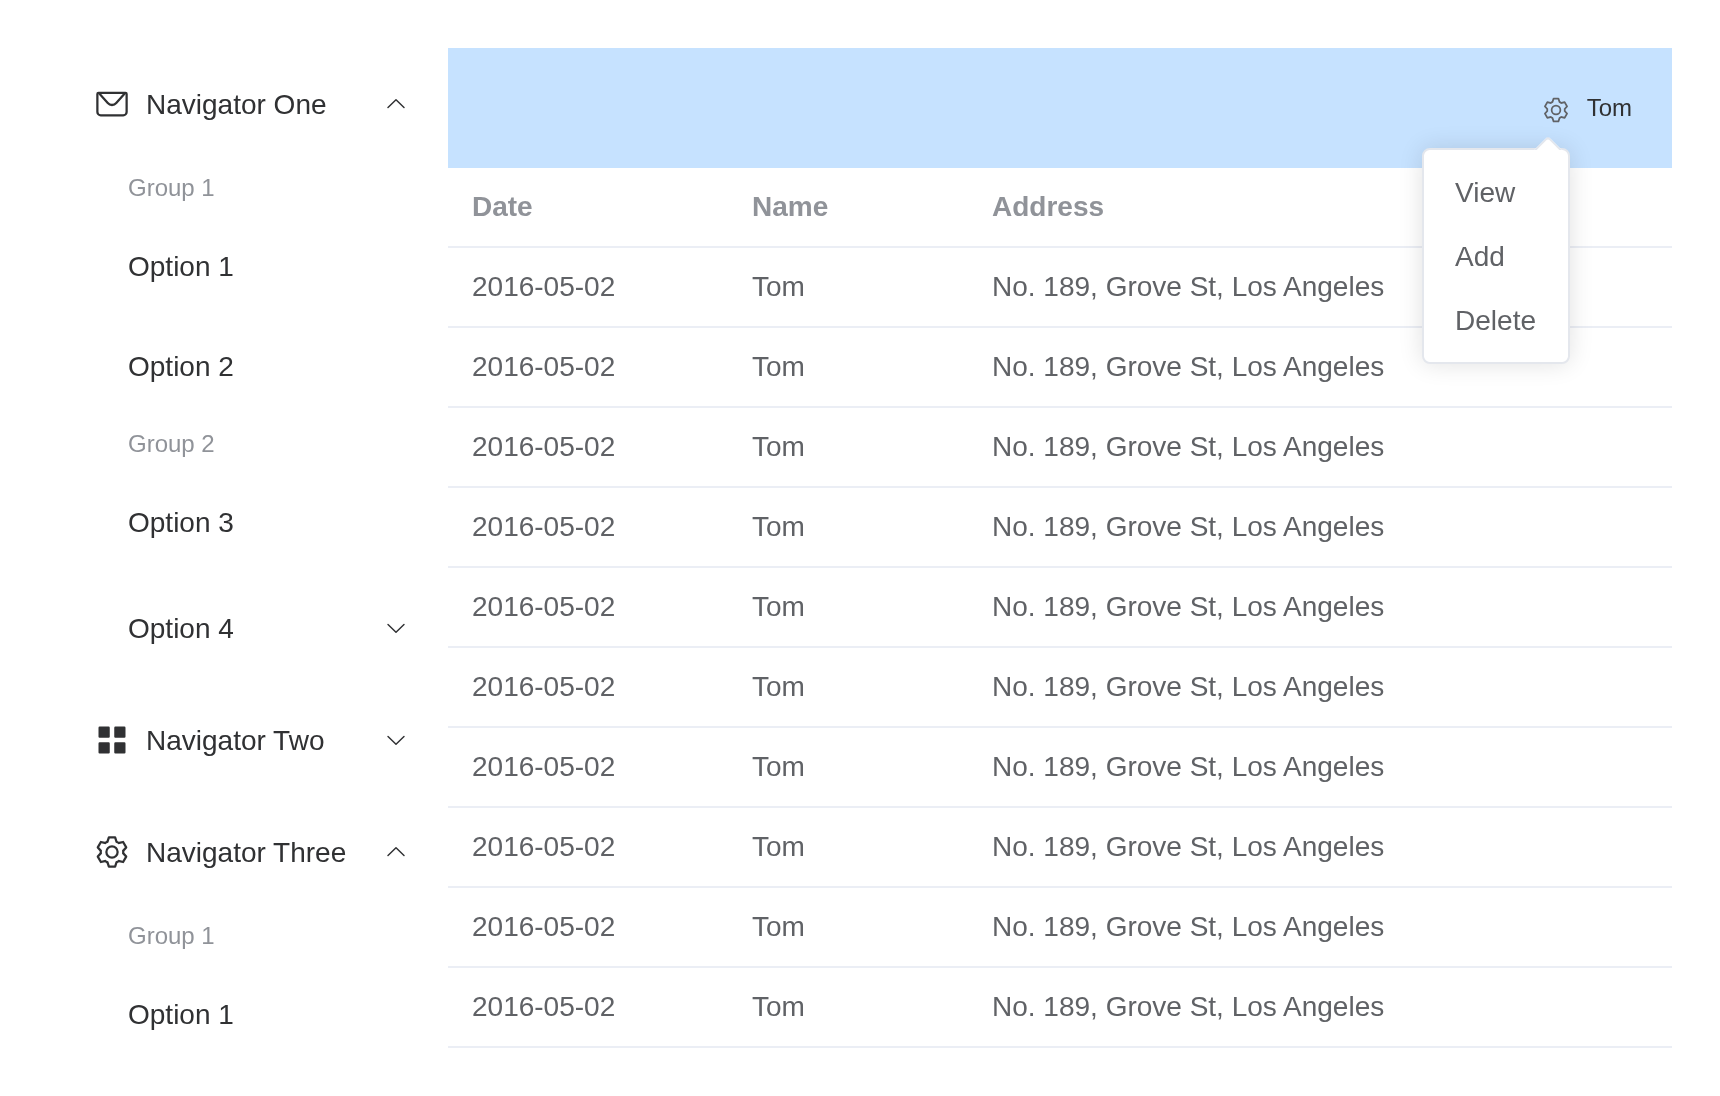 Navigator One
Group 1
Option 1
Option 2
Group 2
Option 3
Option 4
Navigator Two
Navigator Three
Group 1
Option 1
Tom
View
Add
Delete
Date Name Address
2016-05-02 Tom No. 189, Grove St, Los Angeles
2016-05-02 Tom No. 189, Grove St, Los Angeles
2016-05-02 Tom No. 189, Grove St, Los Angeles
2016-05-02 Tom No. 189, Grove St, Los Angeles
2016-05-02 Tom No. 189, Grove St, Los Angeles
2016-05-02 Tom No. 189, Grove St, Los Angeles
2016-05-02 Tom No. 189, Grove St, Los Angeles
2016-05-02 Tom No. 189, Grove St, Los Angeles
2016-05-02 Tom No. 189, Grove St, Los Angeles
2016-05-02 Tom No. 189, Grove St, Los Angeles